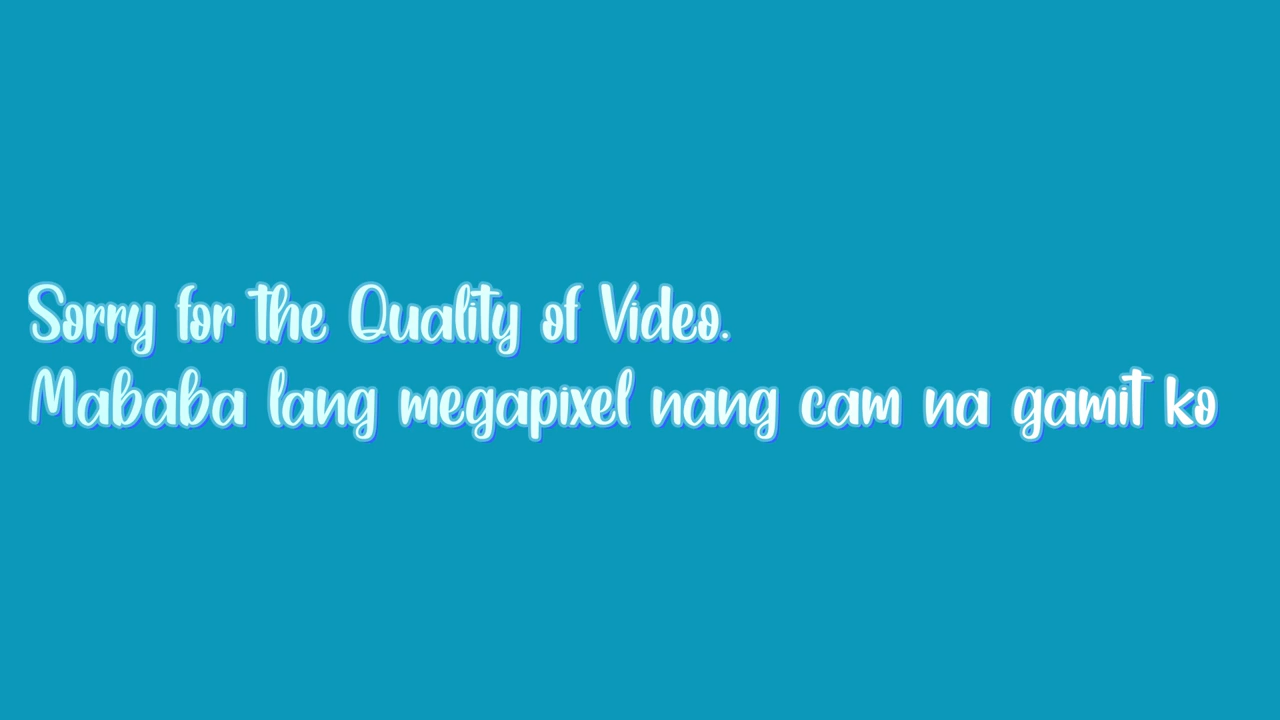 Sorry for the Quality of Video.
Mababa lang megapixel nang cam na gamit ko